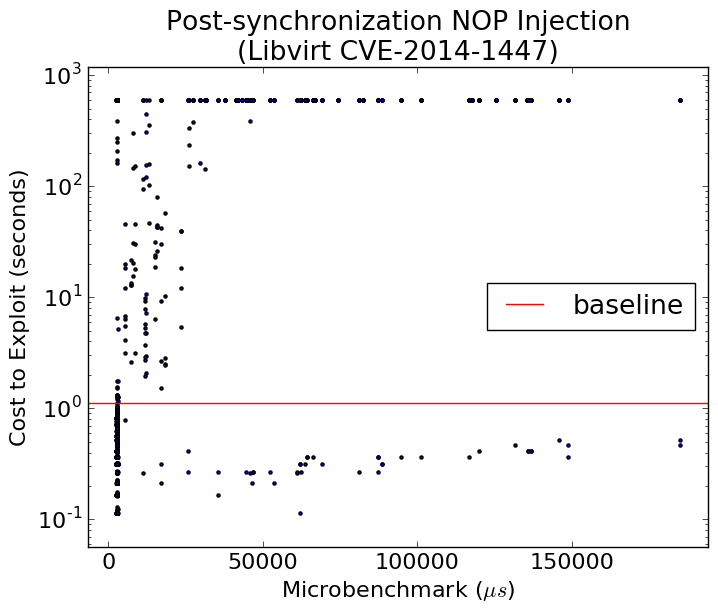 Post-synchronization NOP Injection
(Libvirt CVE-2014-1447)
10³
10²
10¹
10⁰
10⁻¹
Cost to Exploit (seconds)
baseline
0 50000 100000 150000
Microbenchmark (μs)